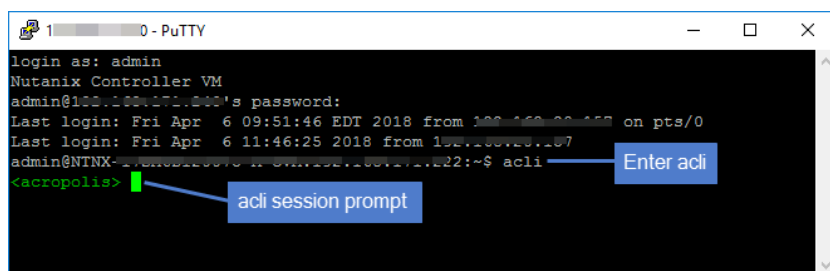 - PuTTY
login as: admin
Nutanix Controller VM
's password:
Last login: Fri Apr  6 09:51:46 EDT 2018 from on pts/0
Last login: Fri Apr  6 11:46:25 2018 from
:~$ acli
Enter acli
<acropolis>
acli session prompt